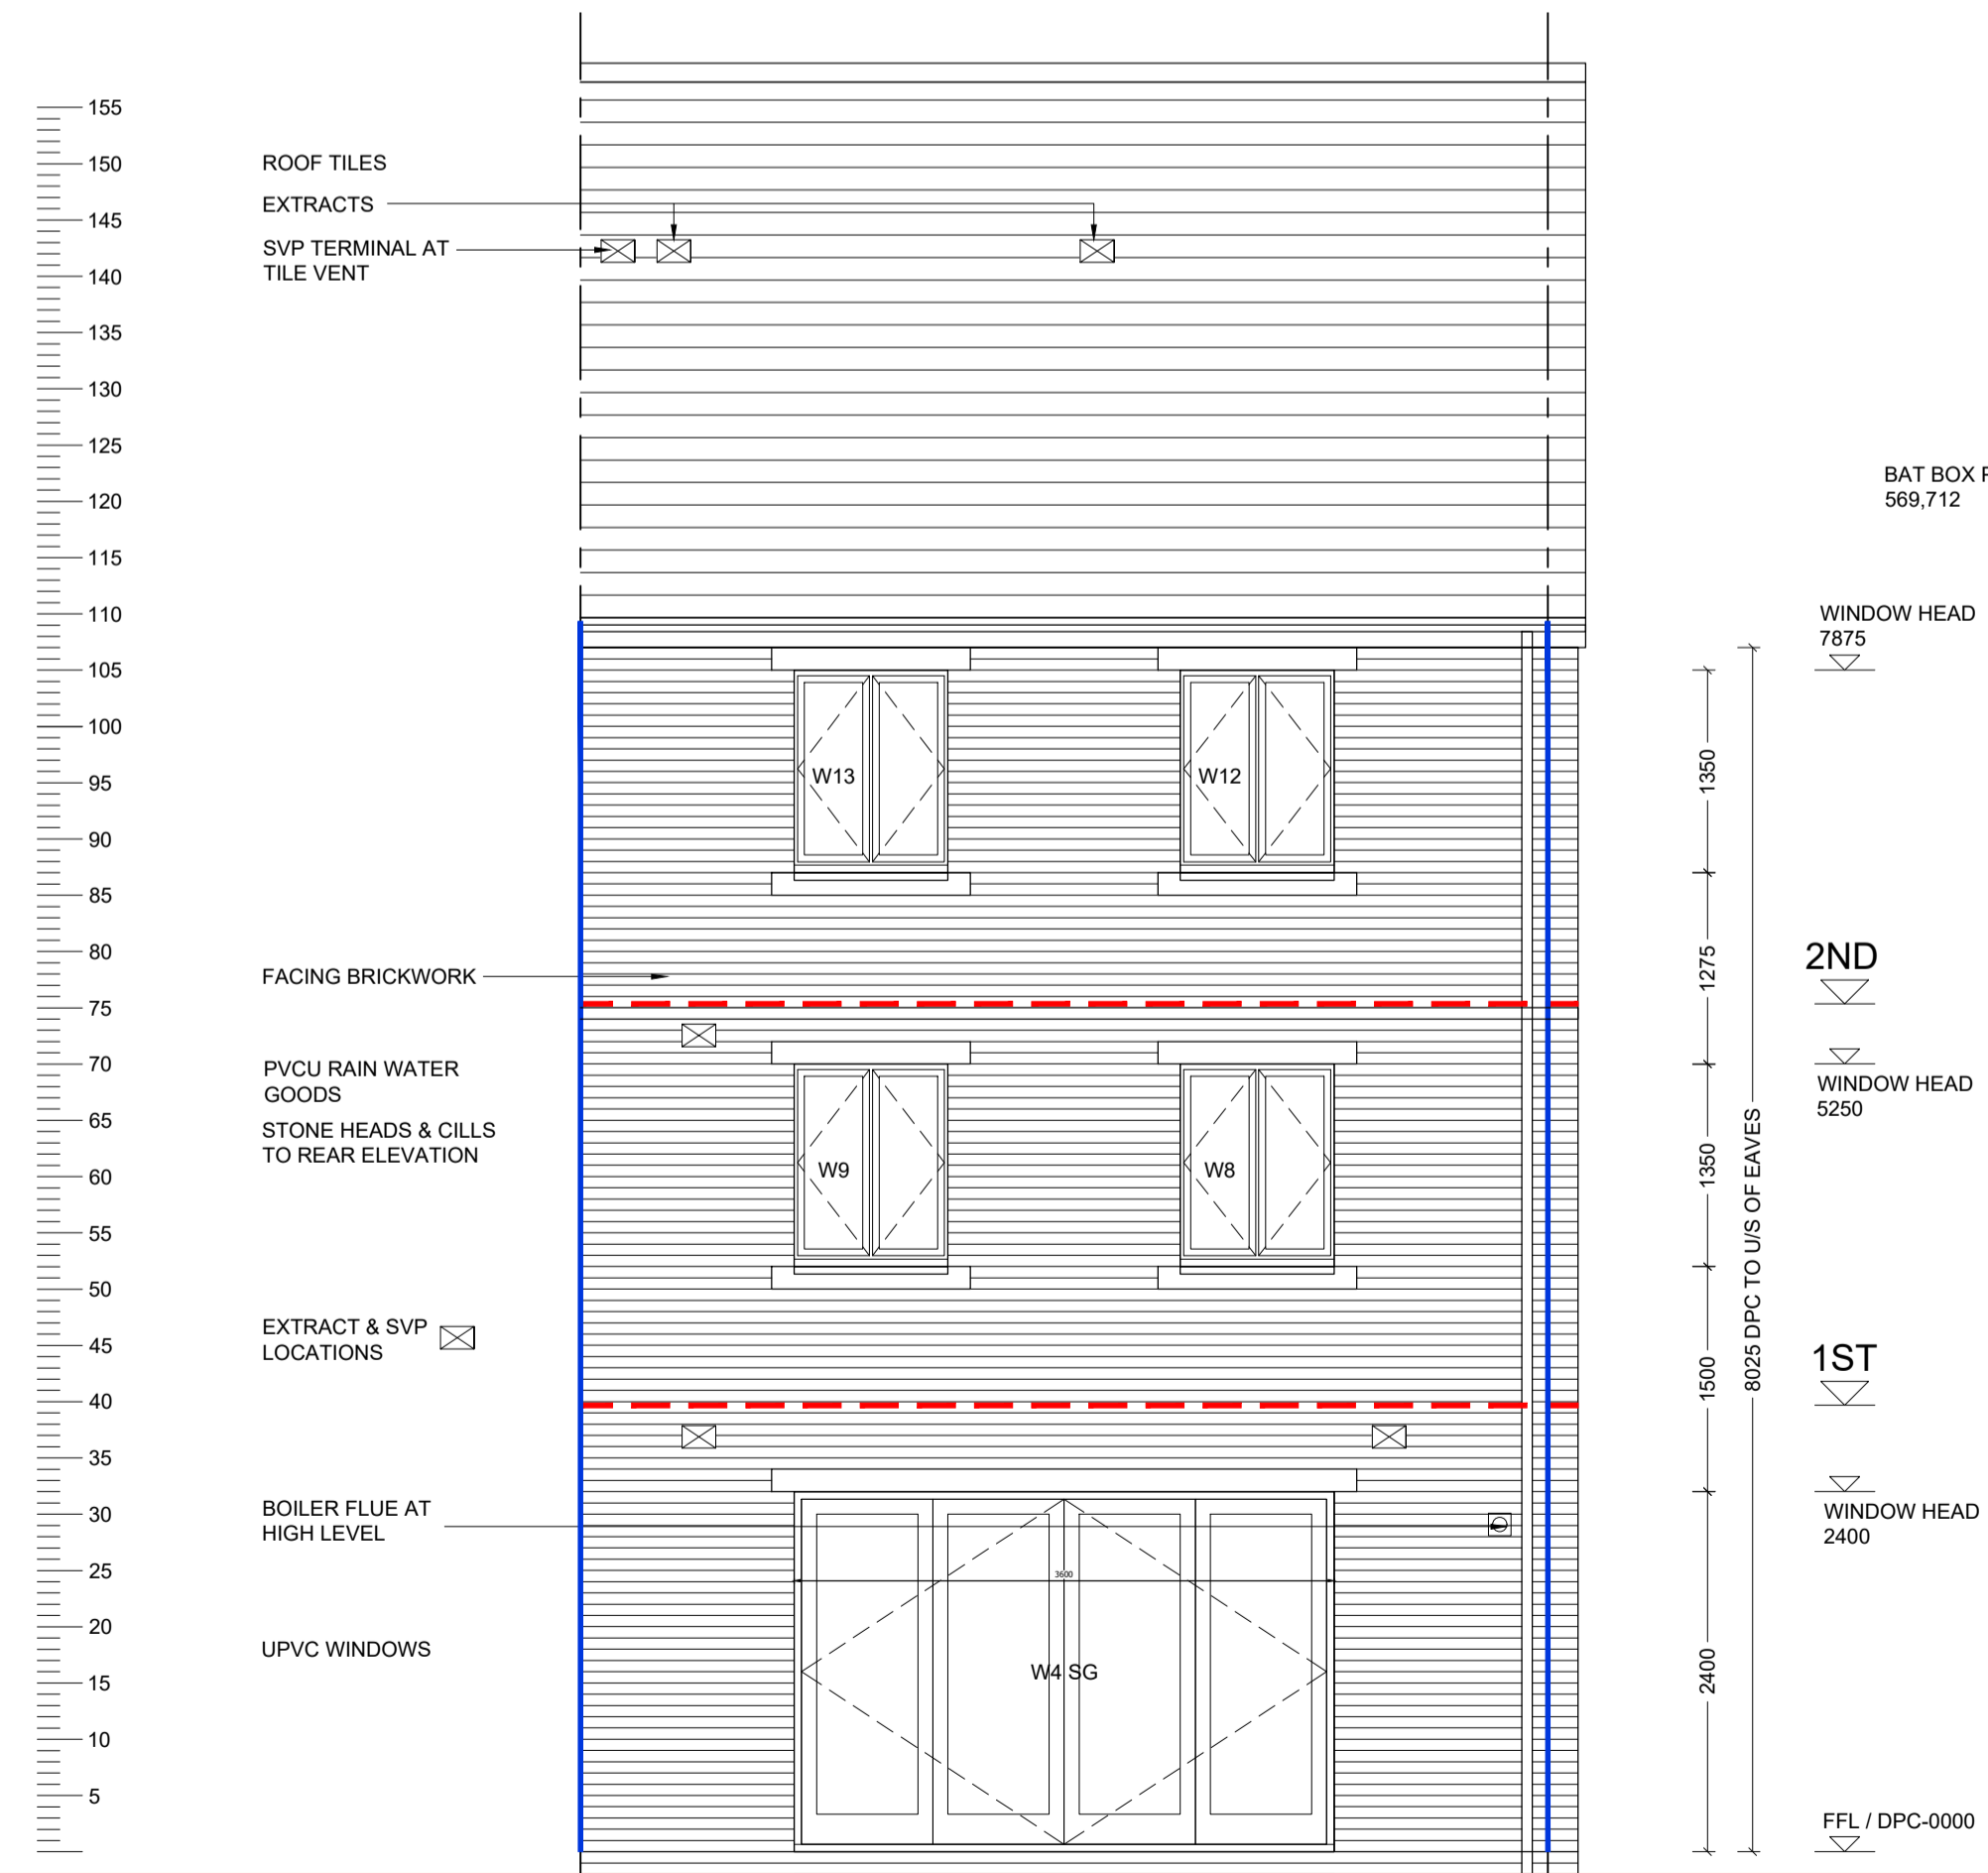 155
150
145
140
135
130
125
120
115
110
105
100
95
90
85
80
75
70
65
60
55
50
45
40
35
30
25
20
15
10
5
ROOF TILES
EXTRACTS
SVP TERMINAL AT
TILE VENT
FACING BRICKWORK
PVCU RAIN WATER
GOODS
STONE HEADS & CILLS
TO REAR ELEVATION
EXTRACT & SVP
LOCATIONS
BOILER FLUE AT
HIGH LEVEL
UPVC WINDOWS
W13
W12
W9
W8
3600
W4 SG
1350
1275
1350
1500
2400
8025 DPC TO U/S OF EAVES
BAT BOX
569,712
WINDOW HEAD
7875
2ND
WINDOW HEAD
5250
1ST
WINDOW HEAD
2400
FFL / DPC-0000